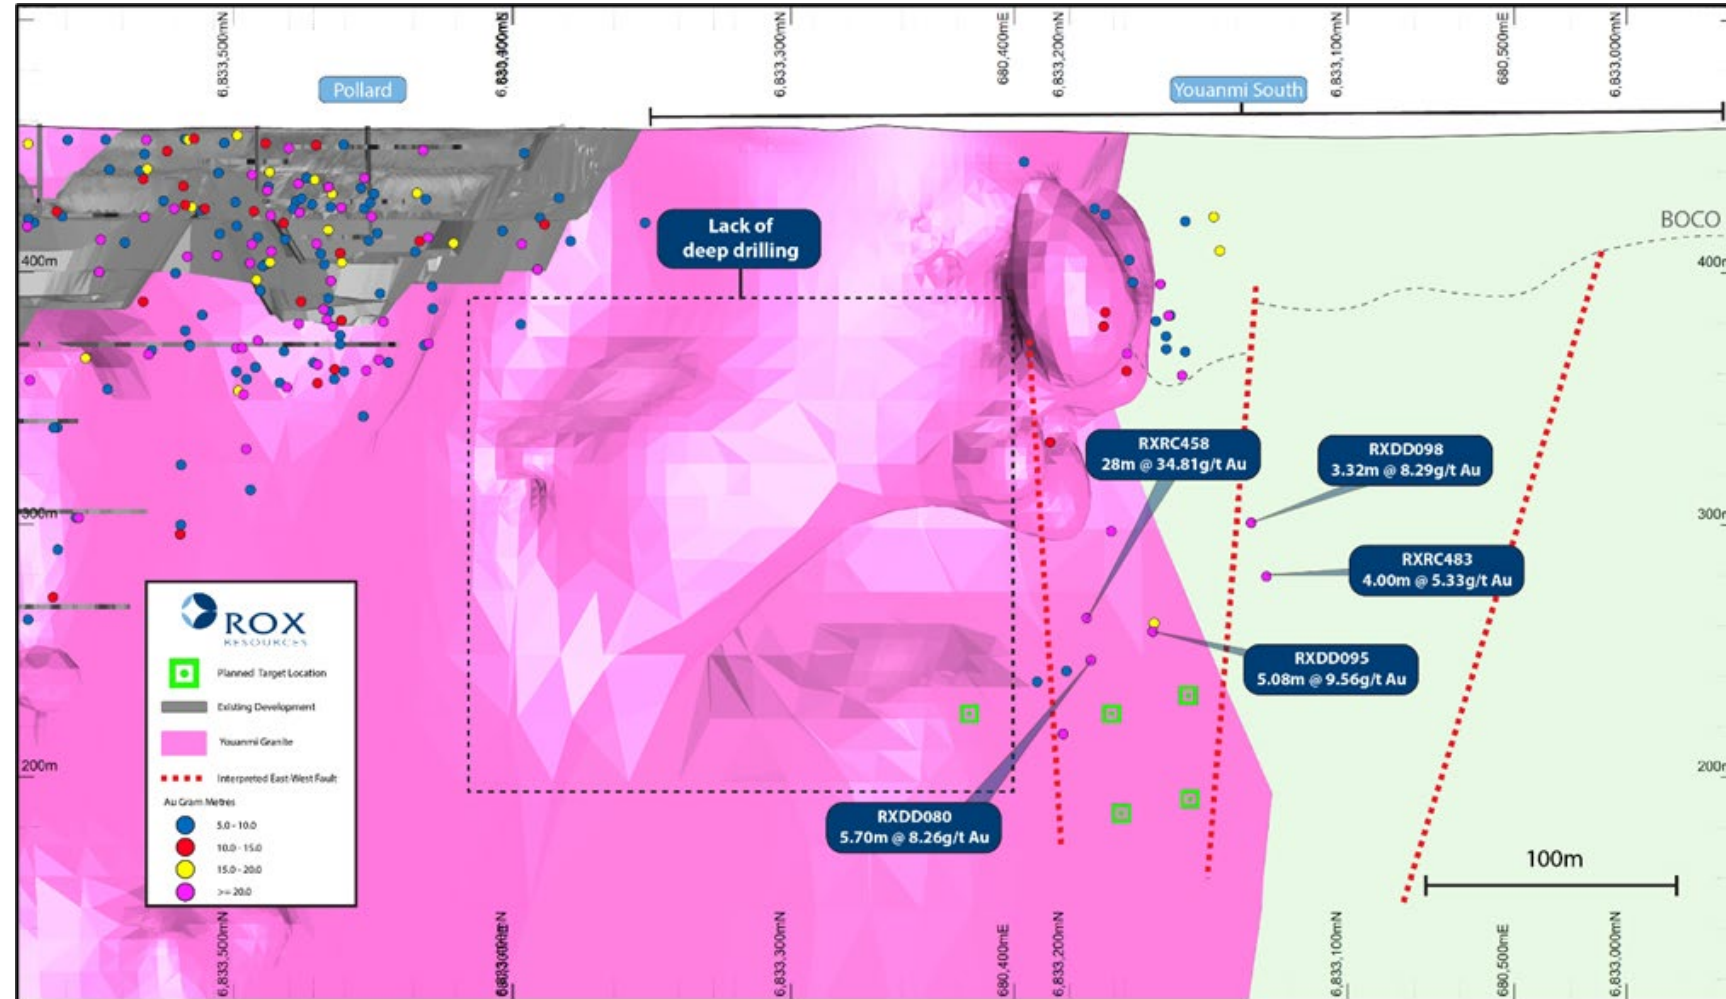 6,833,500mN
6,833,300mN
680,400mE
6,833,200mN
6,833,100mN
680,500mE
6,833,000mN
Pollard
Youanmi South
Lack of
deep drilling
BOCO
400m
300m
200m
RXRC458
28m @ 34.81g/t Au
RXDD098
3.32m @ 8.29g/t Au
RXRC483
4.00m @ 5.33g/t Au
RXDD095
5.08m @ 9.56g/t Au
RXDD080
5.70m @ 8.26g/t Au
ROX
RESOURCES
Planned Target Location
Existing Development
Youanmi Granite
Interpreted East-West Fault
Au Gram Metres
5.0 - 10.0
10.0 - 15.0
15.0 - 20.0
>= 20.0
100m
400m
300m
200m
6,833,500mN
6,833,300mN
680,400mE
6,833,200mN
6,833,100mN
680,500mE
6,833,000mN